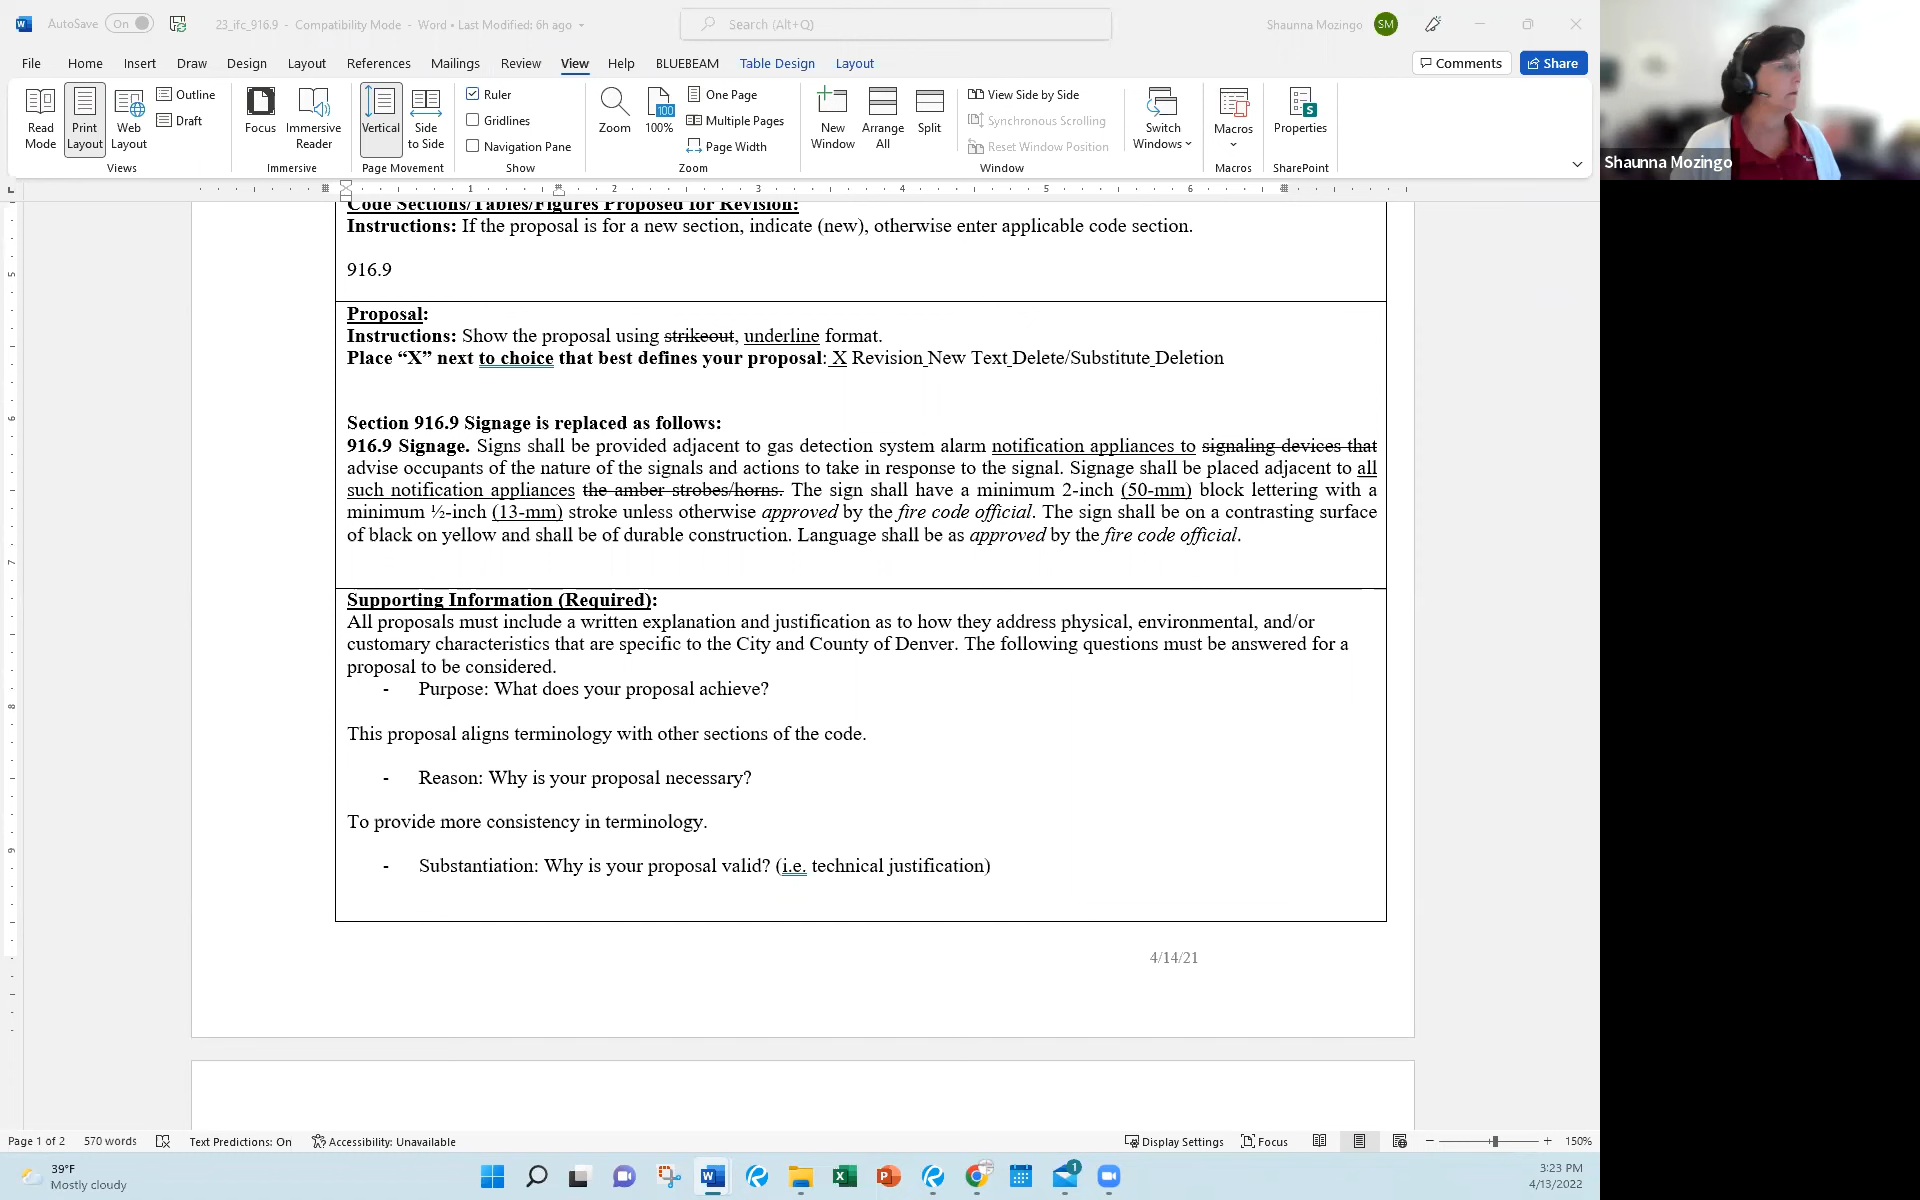 AutoSave On 23_ifc_916.9 - Compatibility Mode - Word • Last Modified: 6h ago Search (Alt+Q) Shaunna Mozingo SM
File Home Insert Draw Design Layout References Mailings Review View Help BLUEBEAM Table Design Layout Comments Share
Read Mode
Print Layout
Web Layout
Outline
Draft
Views
Focus
Immersive Reader
Immersive
Vertical
Side to Side
Page Movement
Ruler
Gridlines
Navigation Pane
Show
Zoom
100
100%
One Page
Multiple Pages
Page Width
Zoom
New Window
Arrange All
Split
View Side by Side
Synchronous Scrolling
Reset Window Position
Window
Switch Windows
Macros
Macros
Properties
SharePoint
Shaunna Mozingo
1 2 3 4 5 6
5
6
7
8
9
Code Sections/Tables/Figures Proposed for Revision:
Instructions: If the proposal is for a new section, indicate (new), otherwise enter applicable code section.
916.9
Proposal:
Instructions: Show the proposal using strikeout, underline format.
Place “X” next to choice that best defines your proposal: X Revision_New Text_Delete/Substitute_Deletion
Section 916.9 Signage is replaced as follows:
916.9 Signage. Signs shall be provided adjacent to gas detection system alarm notification appliances to signaling devices that
advise occupants of the nature of the signals and actions to take in response to the signal. Signage shall be placed adjacent to all
such notification appliances the amber strobes/horns. The sign shall have a minimum 2-inch (50-mm) block lettering with a
minimum ½-inch (13-mm) stroke unless otherwise approved by the fire code official. The sign shall be on a contrasting surface
of black on yellow and shall be of durable construction. Language shall be as approved by the fire code official.
Supporting Information (Required):
All proposals must include a written explanation and justification as to how they address physical, environmental, and/or
customary characteristics that are specific to the City and County of Denver. The following questions must be answered for a
proposal to be considered.
- Purpose: What does your proposal achieve?
This proposal aligns terminology with other sections of the code.
- Reason: Why is your proposal necessary?
To provide more consistency in terminology.
- Substantiation: Why is your proposal valid? (i.e. technical justification)
4/14/21
Page 1 of 2 570 words Text Predictions: On Accessibility: Unavailable Display Settings Focus 150%
39°F
Mostly cloudy
1
3:23 PM
4/13/2022